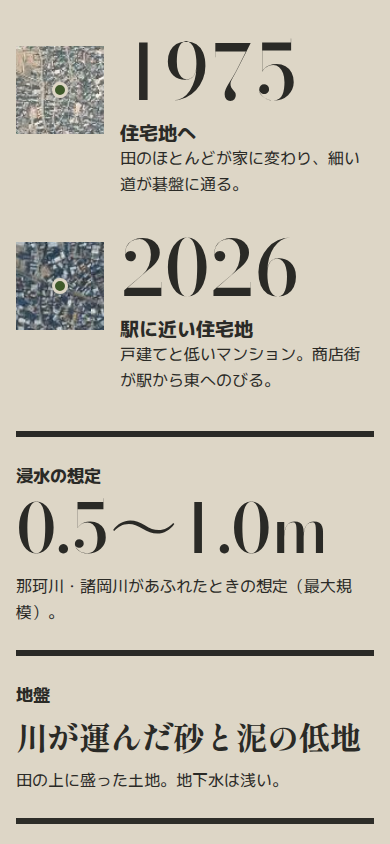 1975
住宅地へ
田のほとんどが家に変わり、細い
道が碁盤に通る。
2026
駅に近い住宅地
戸建てと低いマンション。商店街
が駅から東へのびる。
浸水の想定
0.5〜1.0m
那珂川・諸岡川があふれたときの想定（最大規
模）。
地盤
川が運んだ砂と泥の低地
田の上に盛った土地。地下水は浅い。